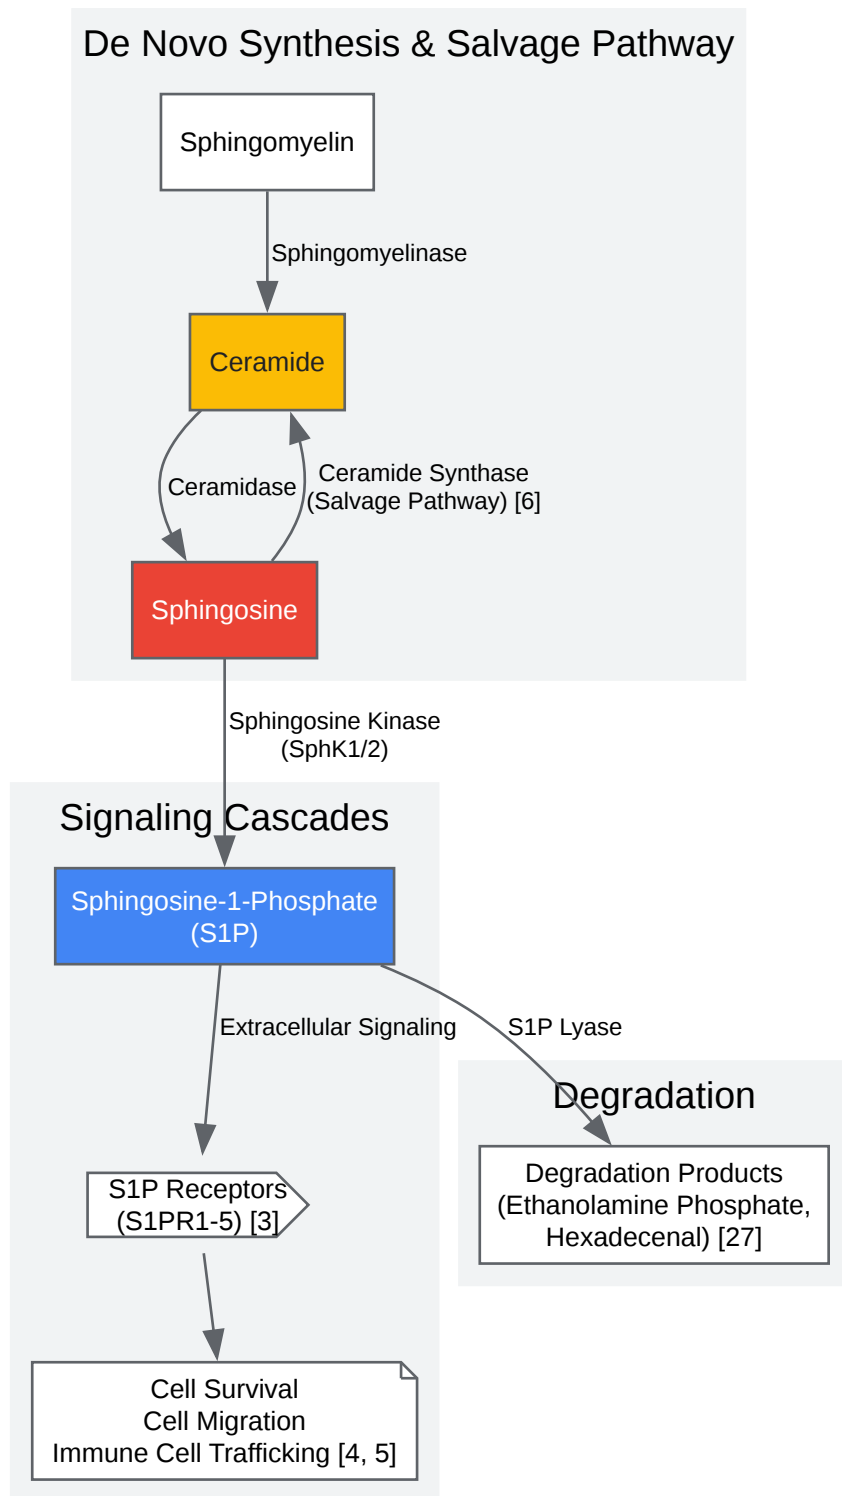 De Novo Synthesis & Salvage Pathway
Sphingomyelin
Sphingomyelinase
Ceramide
Ceramidase
Ceramide Synthase
(Salvage Pathway) [6]
Sphingosine
Sphingosine Kinase
(SphK1/2)
Signaling Cascades
Sphingosine-1-Phosphate
(S1P)
Extracellular Signaling
S1P Lyase
Degradation
Degradation Products
(Ethanolamine Phosphate,
Hexadecenal) [27]
S1P Receptors
(S1PR1-5) [3]
Cell Survival
Cell Migration
Immune Cell Trafficking [4, 5]